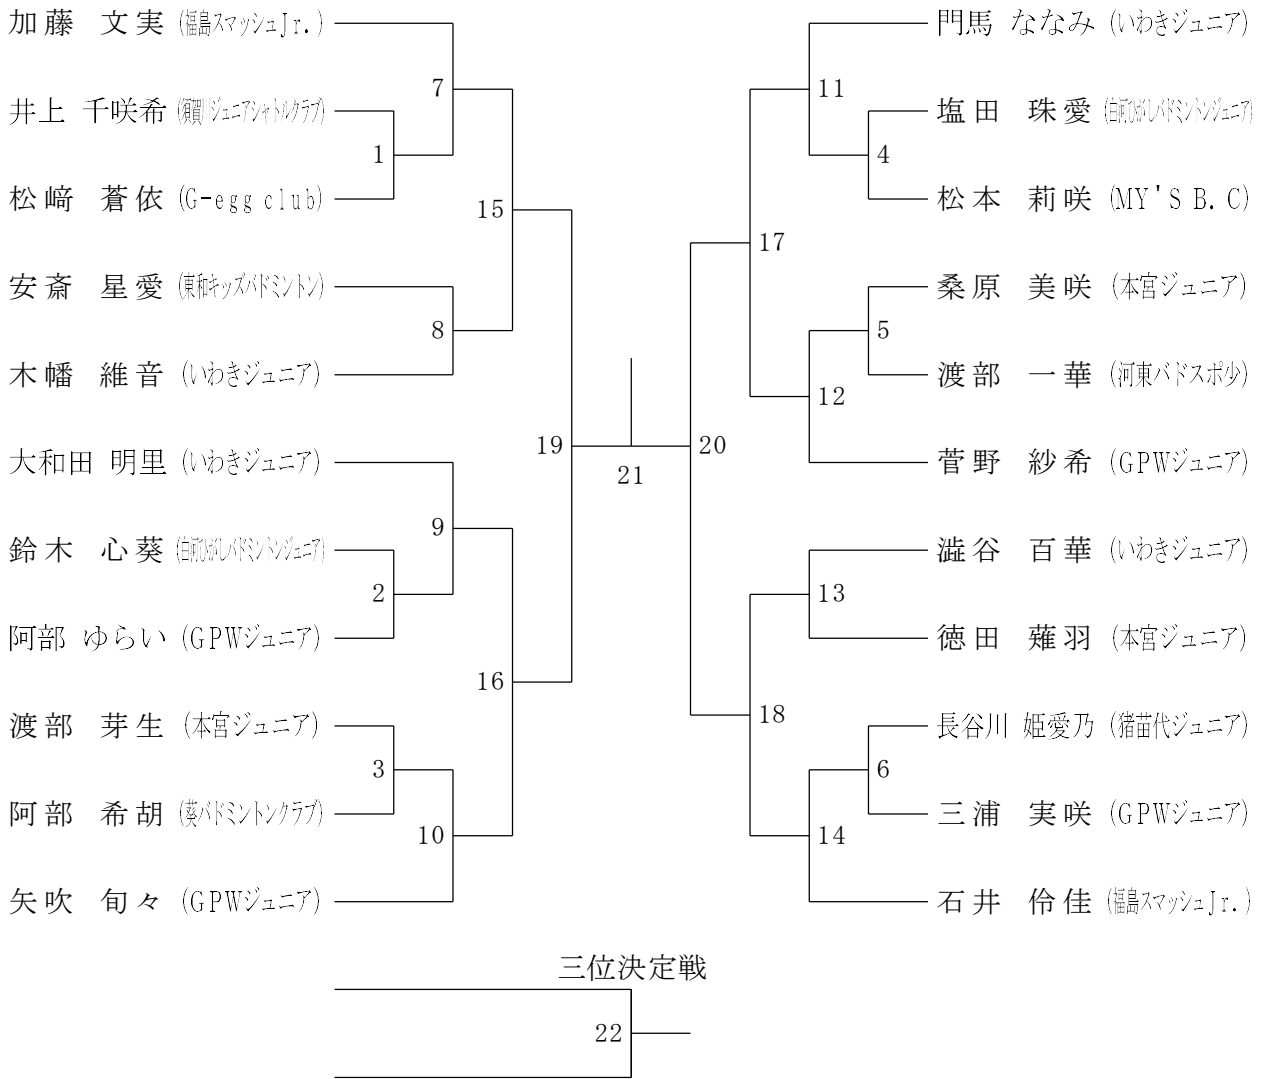 加藤 文実 (福島スマッシュJr.)
井上 千咲希 (須賀川ジュニアシャトルクラブ)
松﨑 蒼依 (G-egg club)
安斎 星愛 (東和キッズバドミントン)
木幡 維音 (いわきジュニア)
大和田 明里 (いわきジュニア)
鈴木 心葵 (白河ひがしバドミントンジュニア)
阿部 ゆらい (GPWジュニア)
渡部 芽生 (本宮ジュニア)
阿部 希胡 (葵バドミントンクラブ)
矢吹 旬々 (GPWジュニア)
7
1
15
8
19
9
2
16
3
10
21
門馬 ななみ (いわきジュニア)
塩田 珠愛 (白河ひがしバドミントンジュニア)
松本 莉咲 (MY'S B.C)
桑原 美咲 (本宮ジュニア)
渡部 一華 (河東バドスポ少)
菅野 紗希 (GPWジュニア)
澁谷 百華 (いわきジュニア)
徳田 薙羽 (本宮ジュニア)
長谷川 姫愛乃 (猪苗代ジュニア)
三浦 実咲 (GPWジュニア)
石井 伶佳 (福島スマッシュJr.)
11
4
17
5
12
20
13
18
6
14
三位決定戦
22